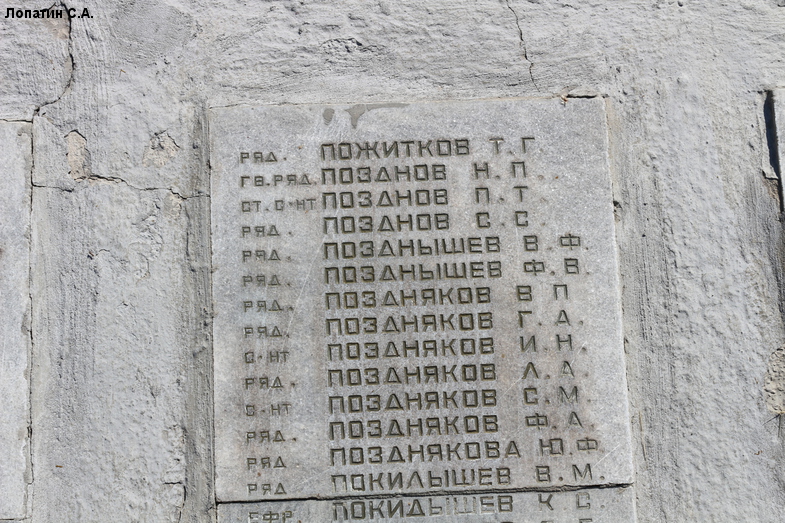 Лопатин С.А.
РЯД. ПОЖИТКОВ Т.Г
ГВ.РЯД. ПОЗДНОВ Н.П.
СТ.С-НТ ПОЗДНОВ П.Т.
РЯД. ПОЗДНОВ С.С.
РЯД. ПОЗДНЫШЕВ В.Ф.
РЯД. ПОЗДНЫШЕВ Ф.В.
РЯД. ПОЗДНЯКОВ В П
РЯД. ПОЗДНЯКОВ Г.А.
С-НТ ПОЗДНЯКОВ И.Н.
РЯД. ПОЗДНЯКОВ Л.А.
С-НТ ПОЗДНЯКОВ С.М.
РЯД. ПОЗДНЯКОВ Ф.А.
РЯД. ПОЗДНЯКОВА Ю.Ф
РЯД ПОКИЛЫШЕВ В.М.
ЕФР. ПОКИДЫШЕВ К С.